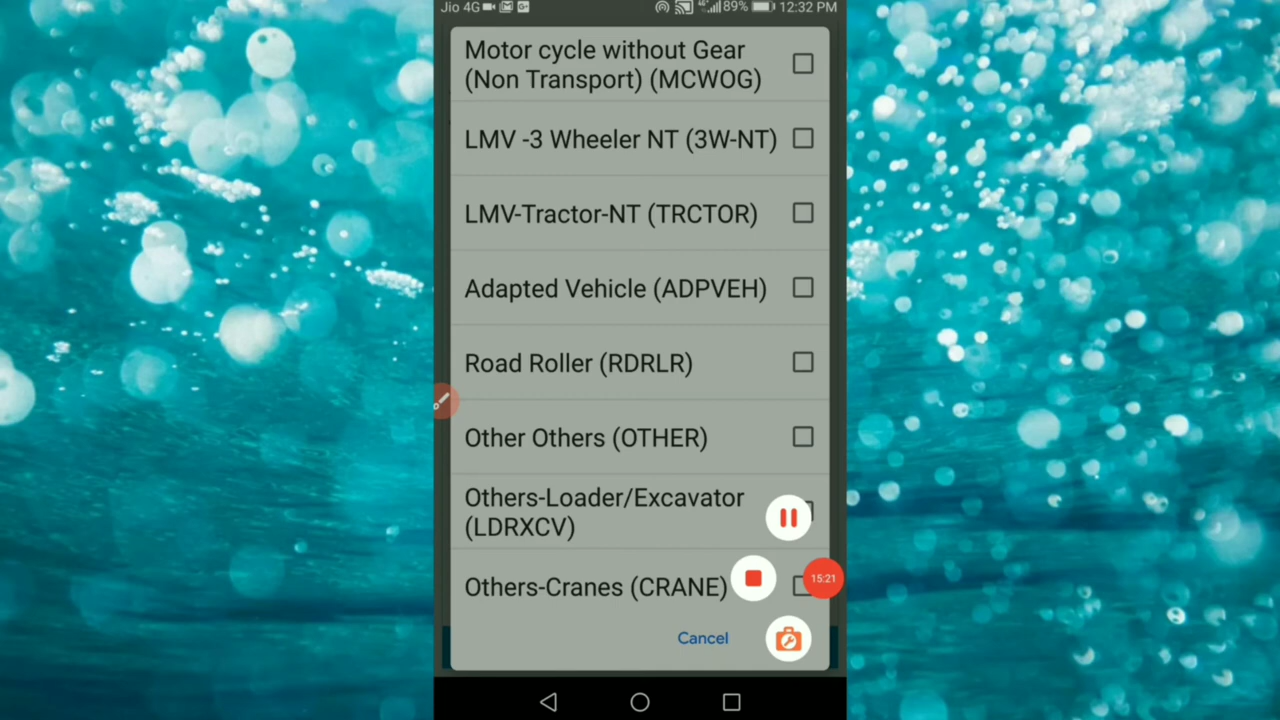 Jio 4G 89% 12:32 PM
Motor cycle without Gear
(Non Transport) (MCWOG)
LMV -3 Wheeler NT (3W-NT)
LMV-Tractor-NT (TRCTOR)
Adapted Vehicle (ADPVEH)
Road Roller (RDRLR)
Other Others (OTHER)
Others-Loader/Excavator
(LDRXCV)
Others-Cranes (CRANE)
15:21
Cancel